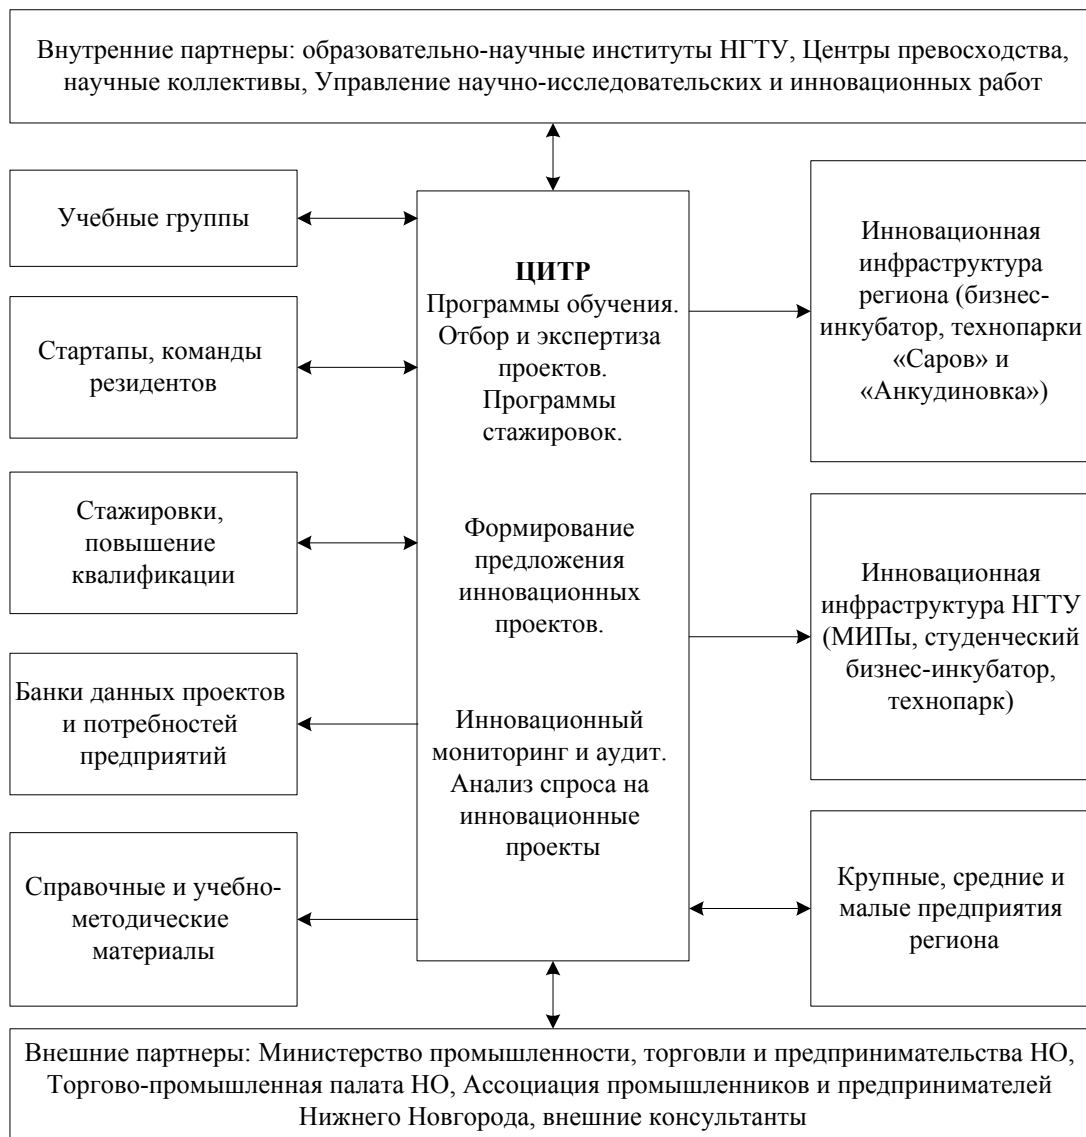 Внутренние партнеры: образовательно-научные институты НГТУ, Центры превосходства,
научные коллективы, Управление научно-исследовательских и инновационных работ
Учебные группы
Стартапы, команды
резидентов
Стажировки,
повышение
квалификации
Банки данных проектов
и потребностей
предприятий
Справочные и учебно-
методические
материалы
ЦИТР
Программы обучения.
Отбор и экспертиза
проектов.
Программы
стажировок.
Формирование
предложения
инновационных
проектов.
Инновационный
мониторинг и аудит.
Анализ спроса на
инновационные
проекты
Инновационная
инфраструктура
региона (бизнес-
инкубатор, технопарки
«Саров» и
«Анкудиновка»)
Инновационная
инфраструктура НГТУ
(МИПы, студенческий
бизнес-инкубатор,
технопарк)
Крупные, средние и
малые предприятия
региона
Внешние партнеры: Министерство промышленности, торговли и предпринимательства НО,
Торгово-промышленная палата НО, Ассоциация промышленников и предпринимателей
Нижнего Новгорода, внешние консультанты